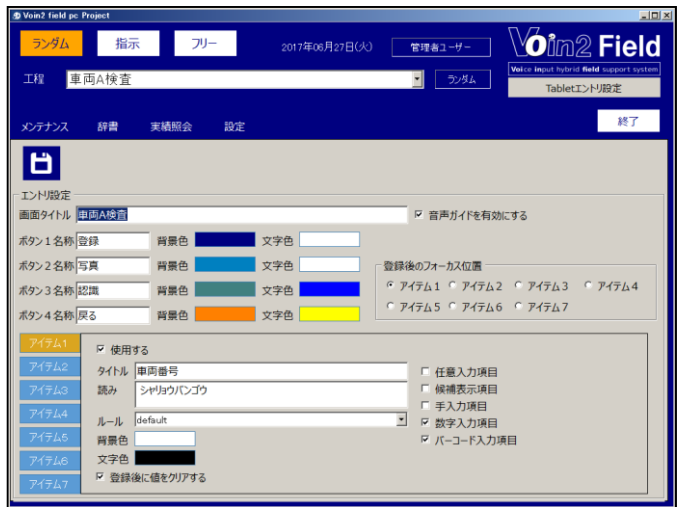 Voin2 field pc Project
ランダム 指示 フリー 2017年06月27日(火) 管理者ユーザー Voin2 Field
Voice input hybrid field support system
工程 車両A検査 ランダム Tabletエントリ設定
メンテナンス 辞書 実績照会 設定 終了
エントリ設定
画面タイトル 車両A検査 音声ガイドを有効にする
ボタン1名称 登録 背景色 文字色
ボタン2名称 写真 背景色 文字色 登録後のフォーカス位置
ボタン3名称 認識 背景色 文字色 アイテム1 アイテム2 アイテム3 アイテム4
ボタン4名称 戻る 背景色 文字色 アイテム5 アイテム6 アイテム7
アイテム1 使用する
アイテム2 タイトル 車両番号 任意入力項目
アイテム3 読み シャリョウバンゴウ 候補表示項目
アイテム4 手入力項目
ルール default 数字入力項目
アイテム5 背景色 バーコード入力項目
アイテム6 文字色
アイテム7 登録後に値をクリアする